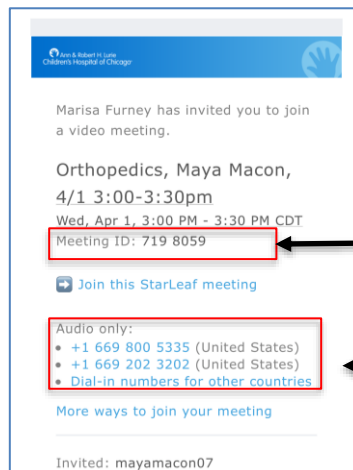 Ann & Robert H. Lurie
Children's Hospital of Chicago
Marisa Furney has invited you to join
a video meeting.
Orthopedics, Maya Macon,
4/1 3:00-3:30pm
Wed, Apr 1, 3:00 PM - 3:30 PM CDT
Meeting ID: 719 8059
Join this StarLeaf meeting
Audio only:
• +1 669 800 5335 (United States)
• +1 669 202 3202 (United States)
• Dial-in numbers for other countries
More ways to join your meeting
Invited: mayamacon07